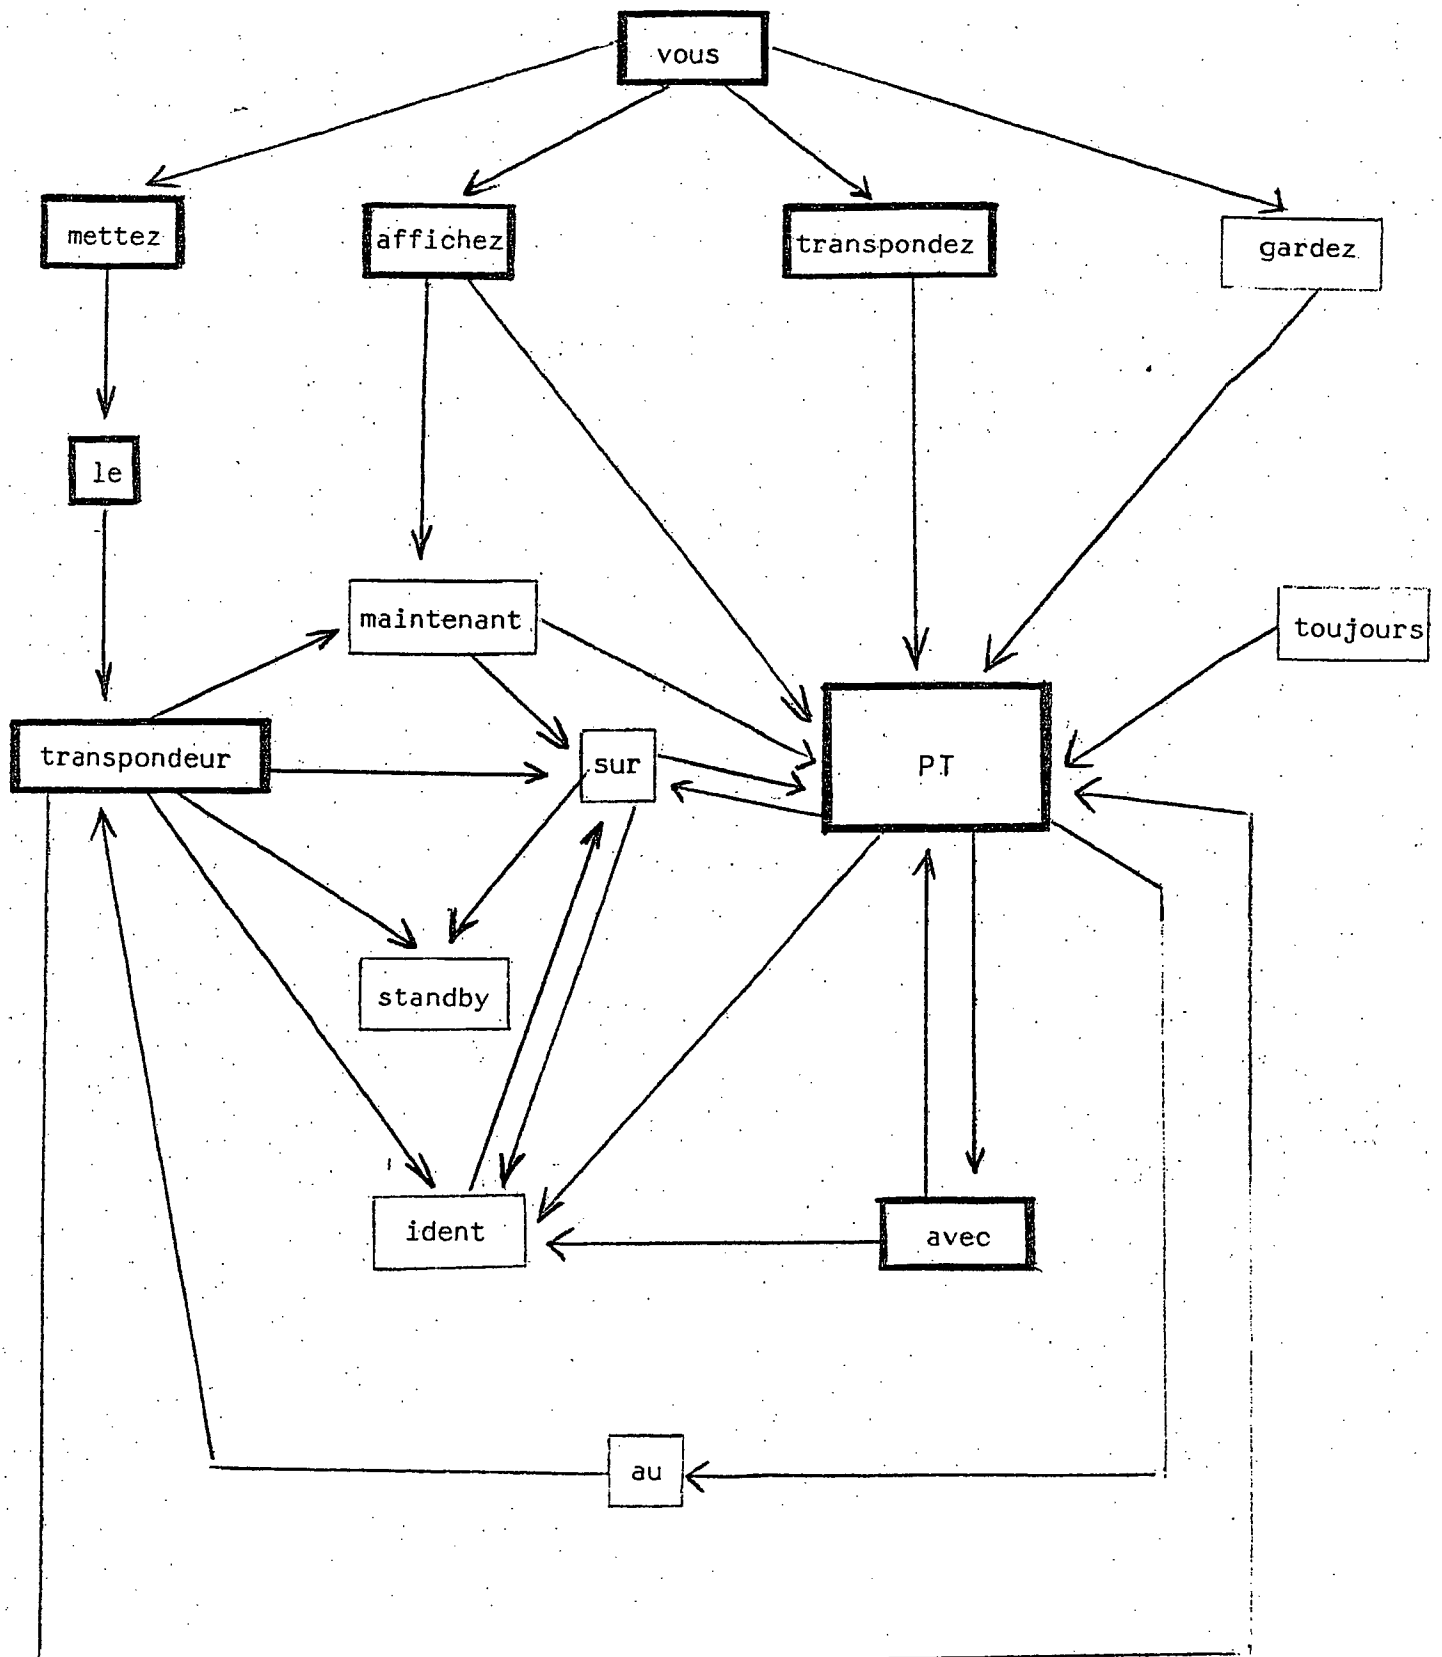 vous
mettez
affichez
transpondez
gardez
le
maintenant
toujours
transpondeur
sur
PT
standby
ident
avec
au